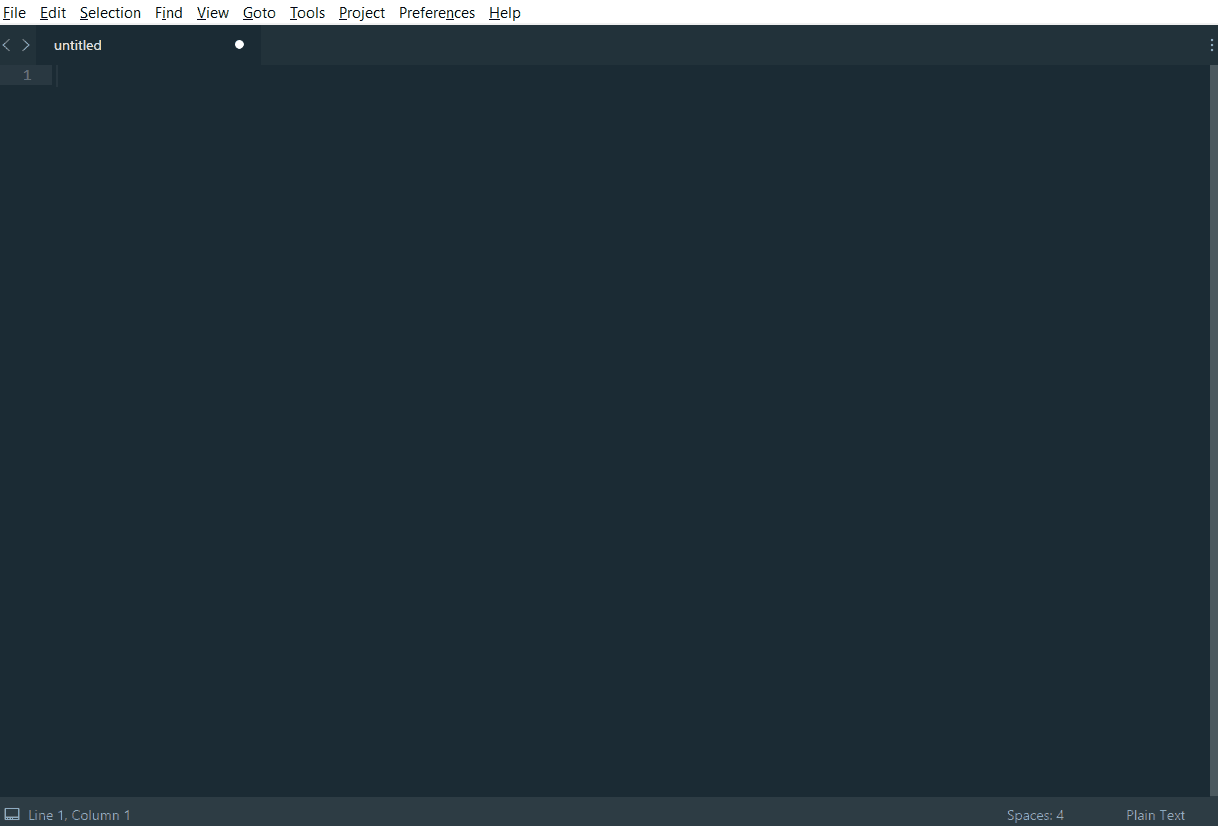 File Edit Selection Find View Goto Tools Project Preferences Help
untitled
1
Line 1, Column 1 Spaces: 4 Plain Text